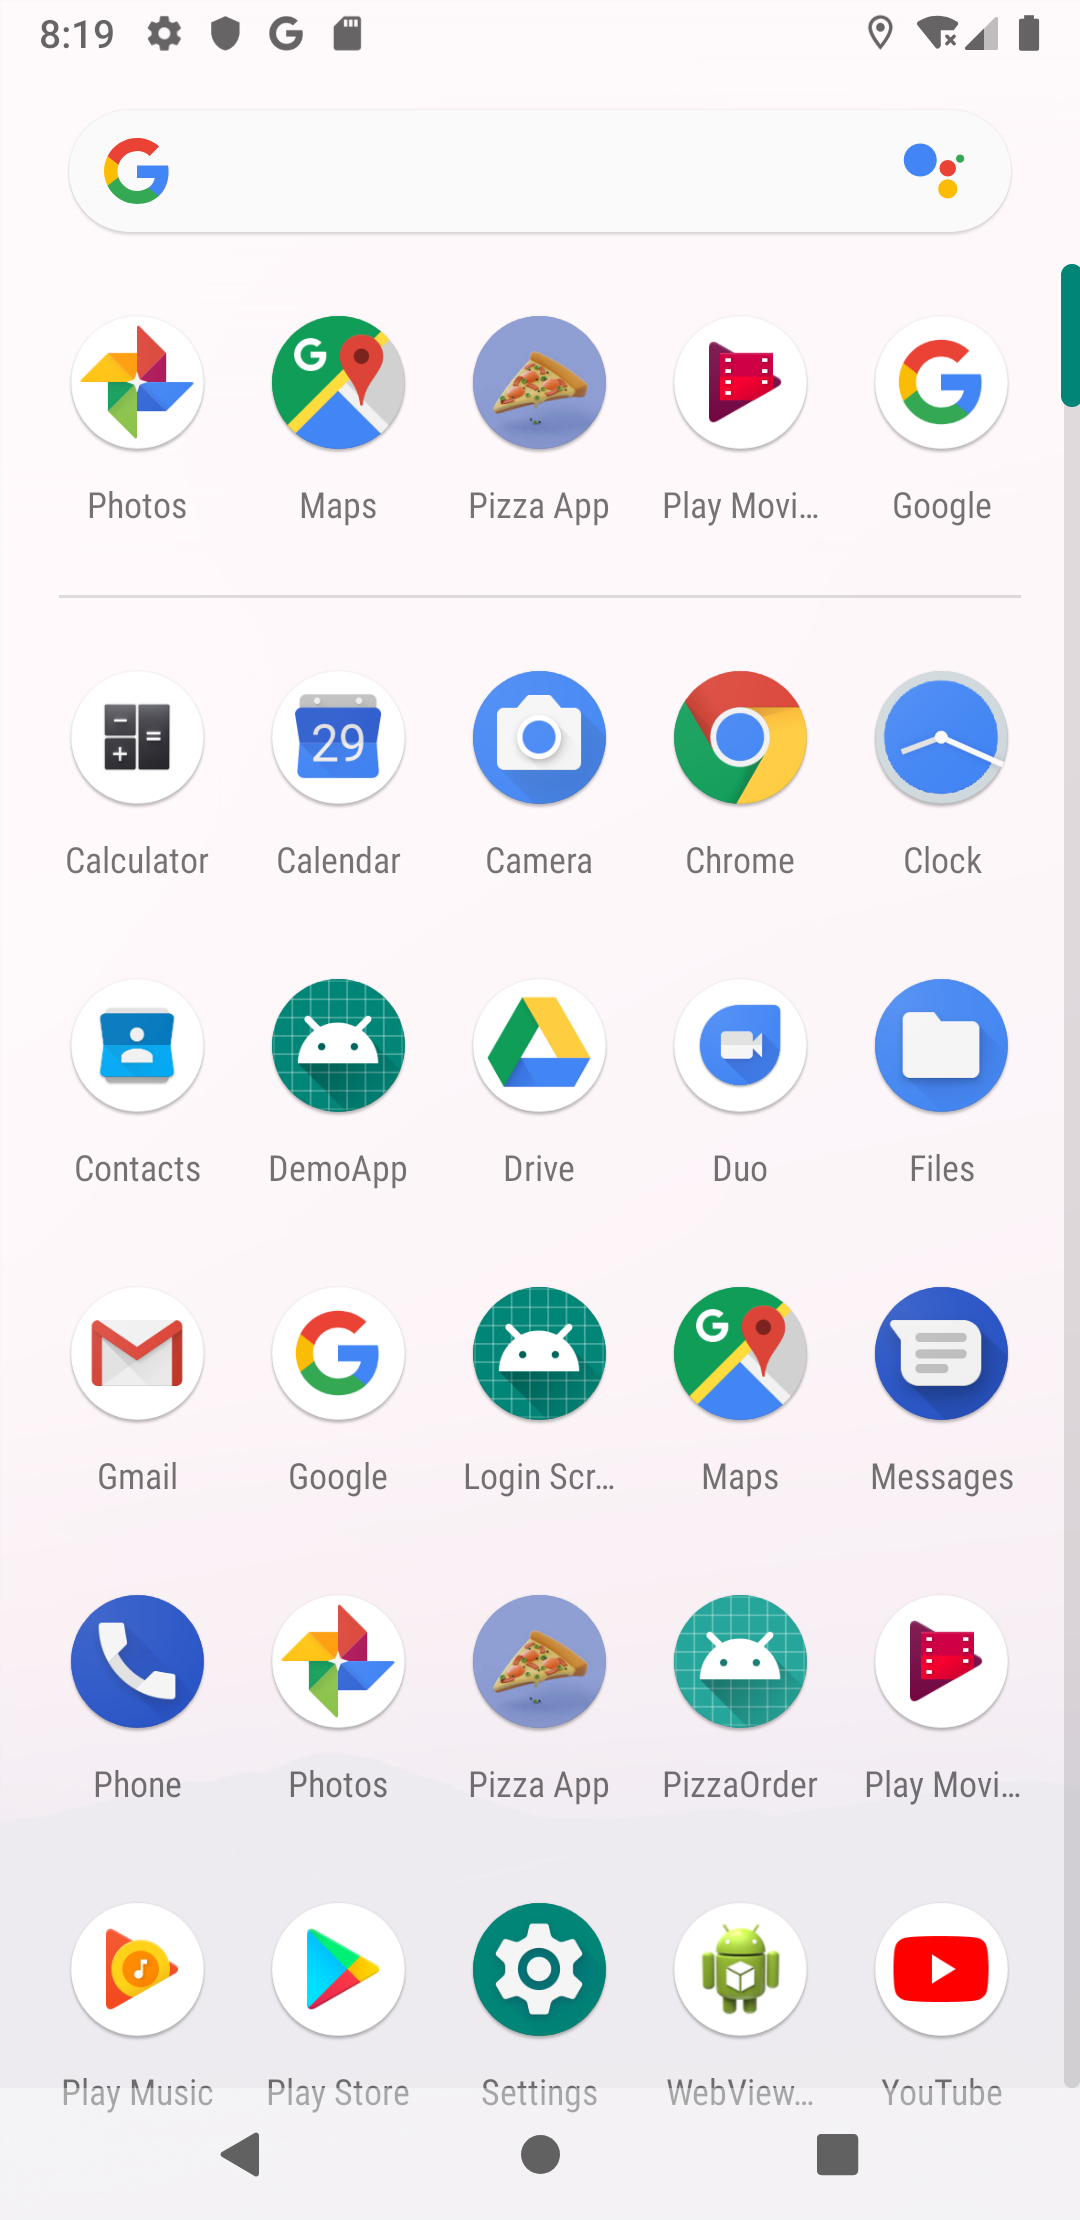 8:19
Photos Maps Pizza App Play Movi... Google
29
Calculator Calendar Camera Chrome Clock
Contacts DemoApp Drive Duo Files
Gmail Google Login Scr... Maps Messages
Phone Photos Pizza App PizzaOrder Play Movi...
Play Music Play Store Settings WebView... YouTube